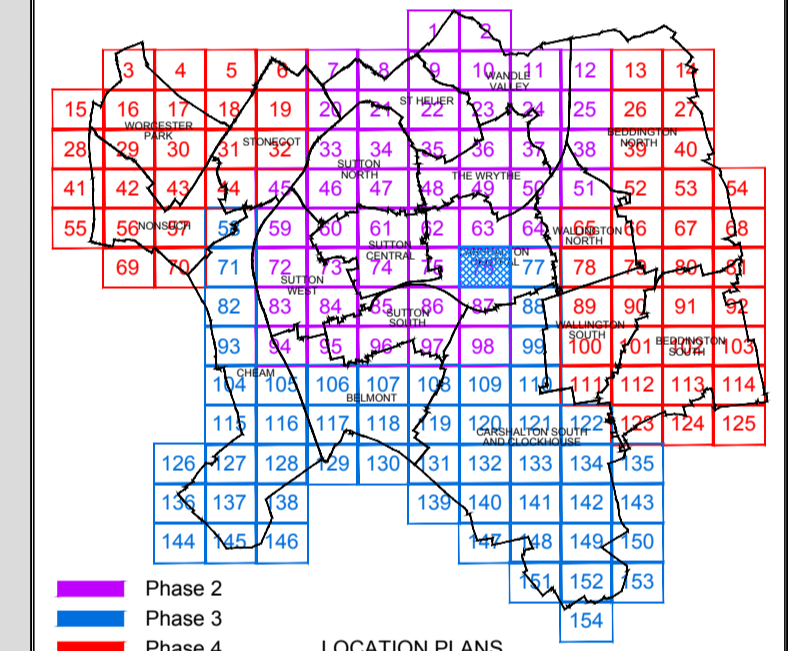 1 2
3 4 5 6 7 8 9 10 11 12 13 14
WANDLE
VALLEY
15 16 17 18 19 20 21 22 23 24 25 26 27
ST HELIER
WORCESTER
PARK
BEDDINGTON
NORTH
28 29 30 31 32 33 34 35 36 37 38 39 40
STONECOT
SUTTON
NORTH
THE WRYTHE
41 42 43 44 45 46 47 48 49 50 51 52 53 54
55 56 57 58 59 60 61 62 63 64 65 66 67 68
NONSUCH
WALLINGTON
NORTH
SUTTON
CENTRAL
CARSHALTON
CENTRAL
69 70 71 72 73 74 75 76 77 78 79 80 81
SUTTON
WEST
82 83 84 85 86 87 88 89 90 91 92
SUTTON
SOUTH
WALLINGTON
SOUTH
BEDDINGTON
SOUTH
93 94 95 96 97 98 99 100 101 102 103
CHEAM
104 105 106 107 108 109 110 111 112 113 114
BELMONT
115 116 117 118 119 120 121 122 123 124 125
CARSHALTON SOUTH
AND CLOCKHOUSE
126 127 128 129 130 131 132 133 134 135
136 137 138 139 140 141 142 143
144 145 146 147 148 149 150
151 152 153
154
Phase 2
Phase 3
Phase 4
LOCATION PLANS